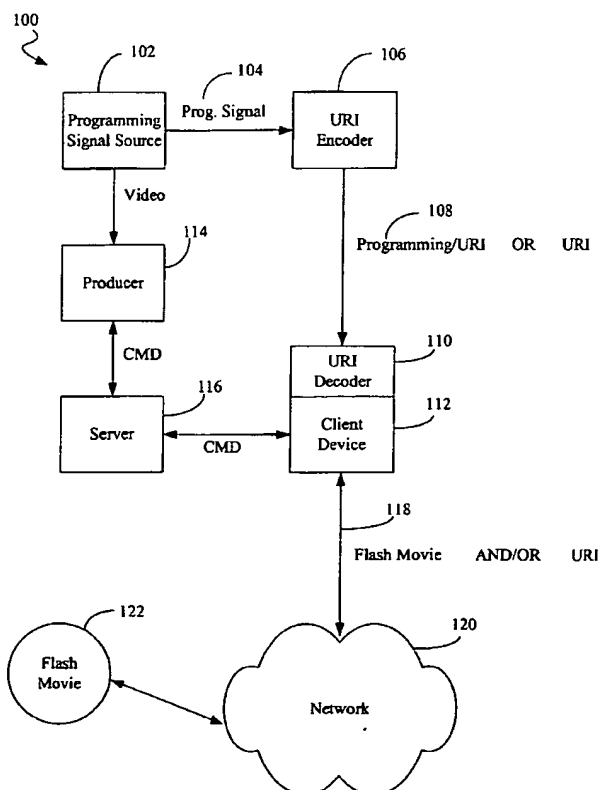 100
102
104
106
Programming
Signal Source
Prog. Signal
URI
Encoder
Video
108
114
Programming/URI OR URI
Producer
CMD
110
URI
Decoder
116
112
Server
CMD
Client
Device
118
Flash Movie AND/OR URI
122
120
Flash
Movie
Network